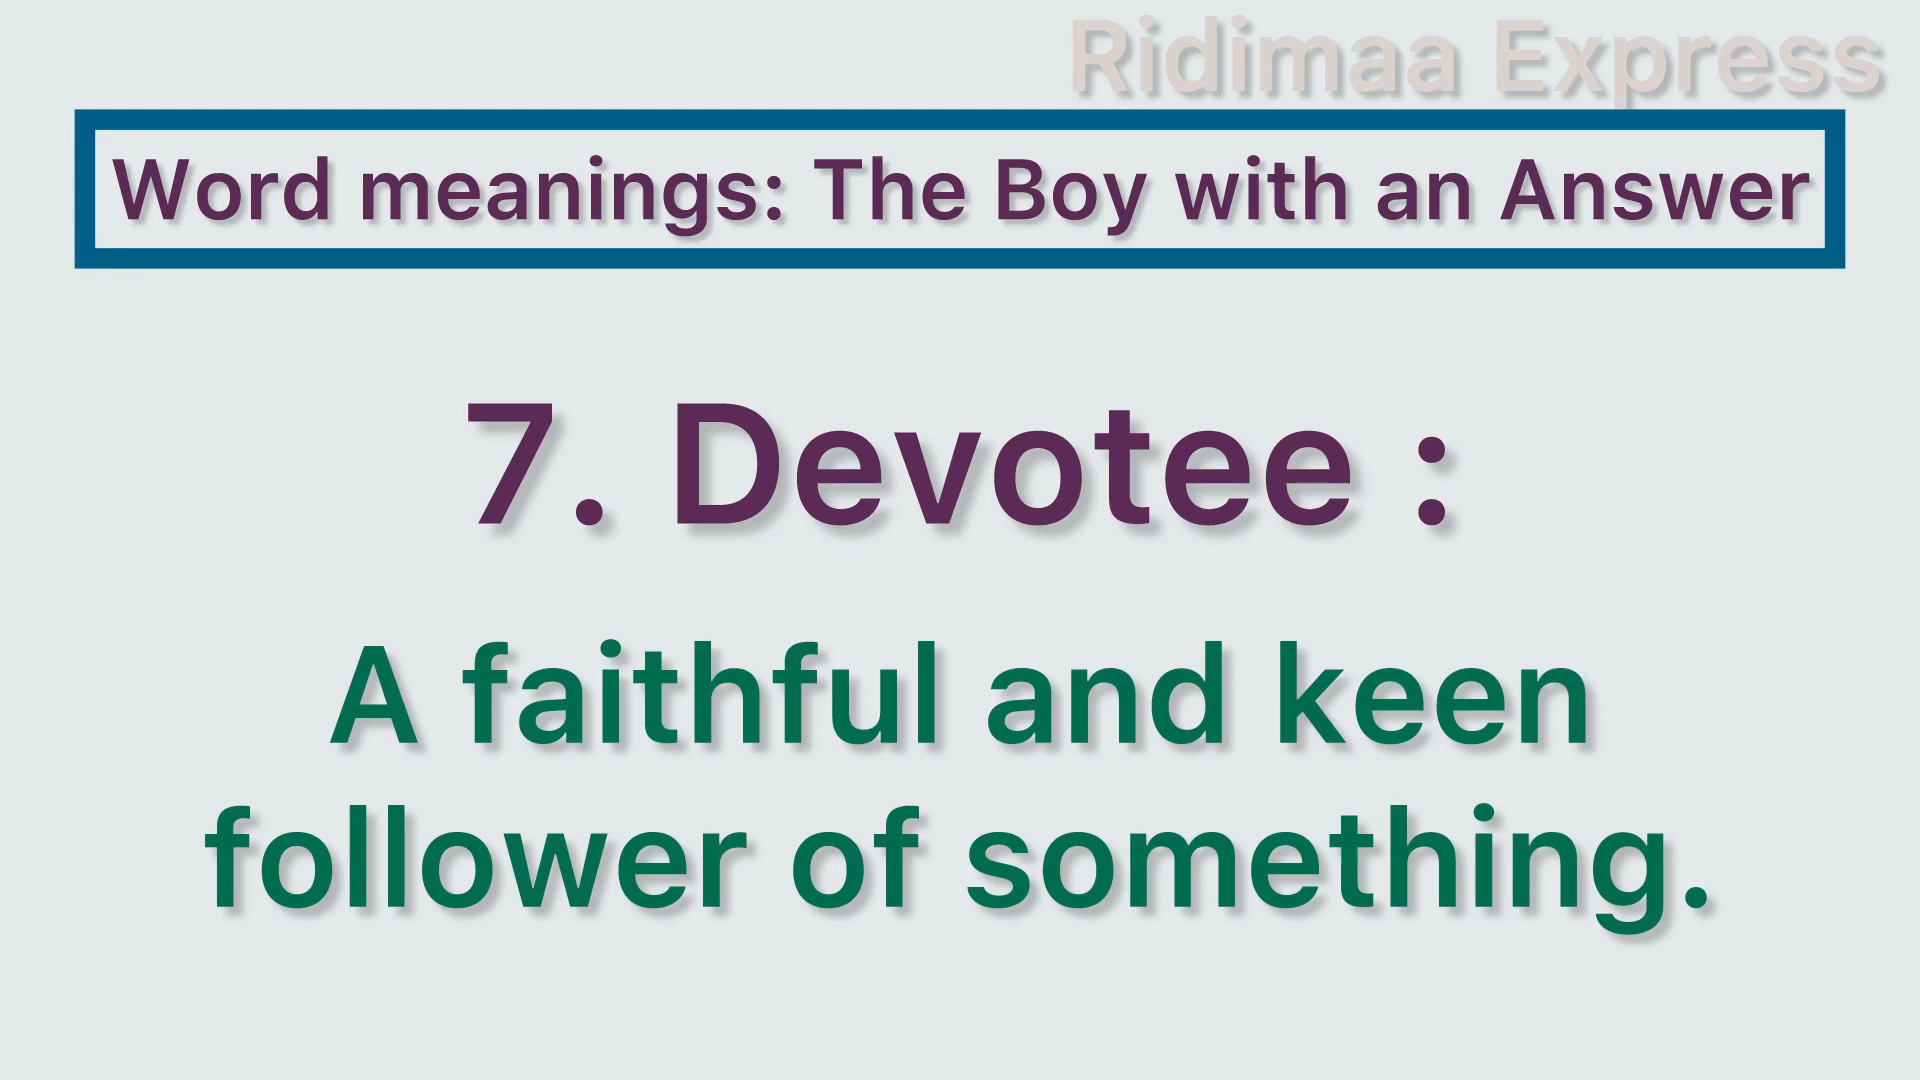 Ridimaa Express
Word meanings: The Boy with an Answer
7. Devotee :
A faithful and keen
follower of something.